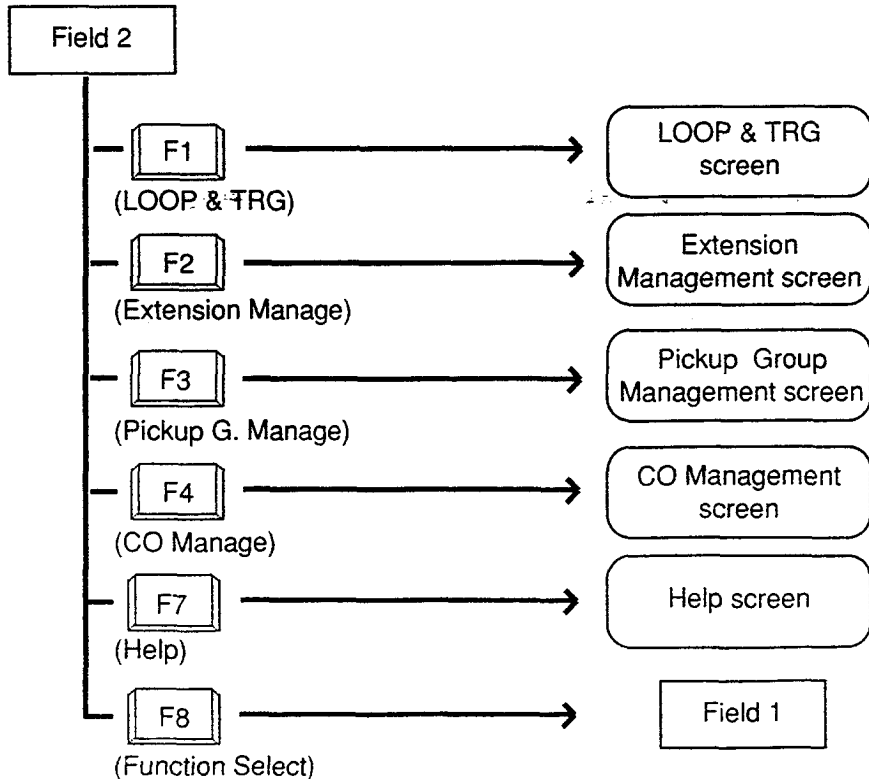 Field 2
F1
(LOOP & TRG)
LOOP & TRG
screen
F2
(Extension Manage)
Extension
Management screen
F3
(Pickup G. Manage)
Pickup Group
Management screen
F4
(CO Manage)
CO Management
screen
F7
(Help)
Help screen
F8
(Function Select)
Field 1